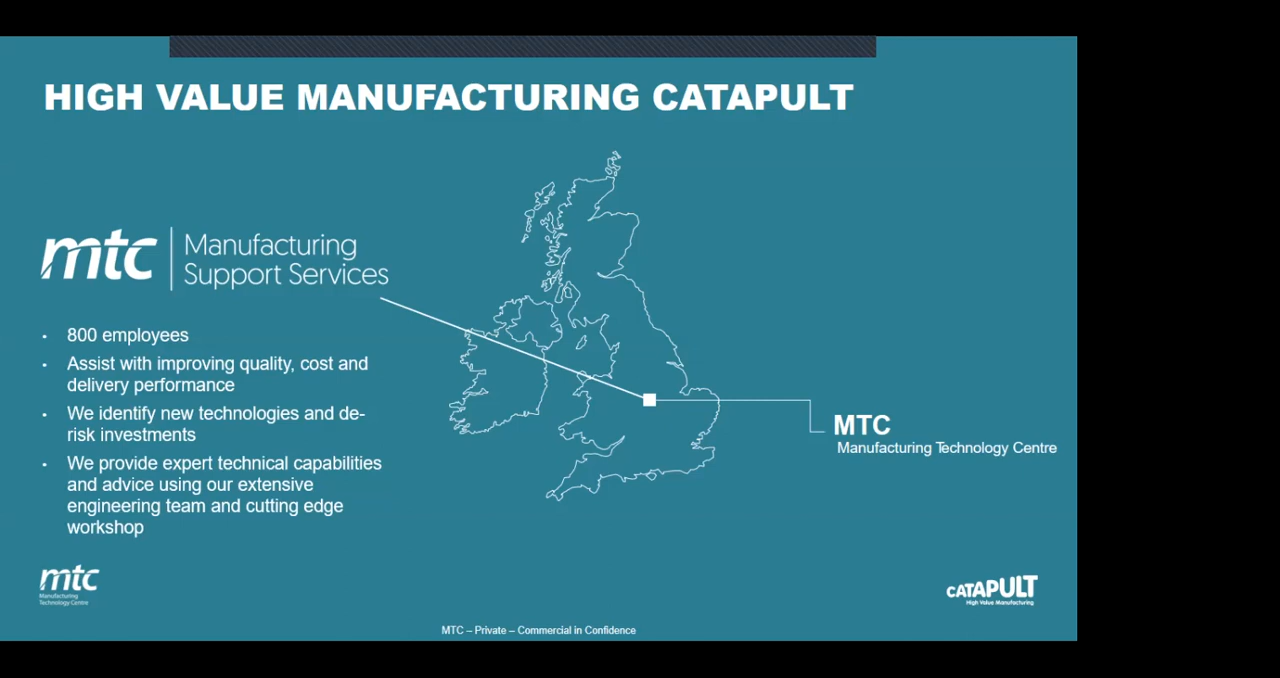 HIGH VALUE MANUFACTURING CATAPULT
mtc Manufacturing
Support Services
• 800 employees
• Assist with improving quality, cost and
delivery performance
• We identify new technologies and de-
risk investments
• We provide expert technical capabilities
and advice using our extensive
engineering team and cutting edge
workshop
MTC
Manufacturing Technology Centre
mtc
Manufacturing
Technology Centre
CATAPULT
High Value Manufacturing
MTC – Private – Commercial in Confidence